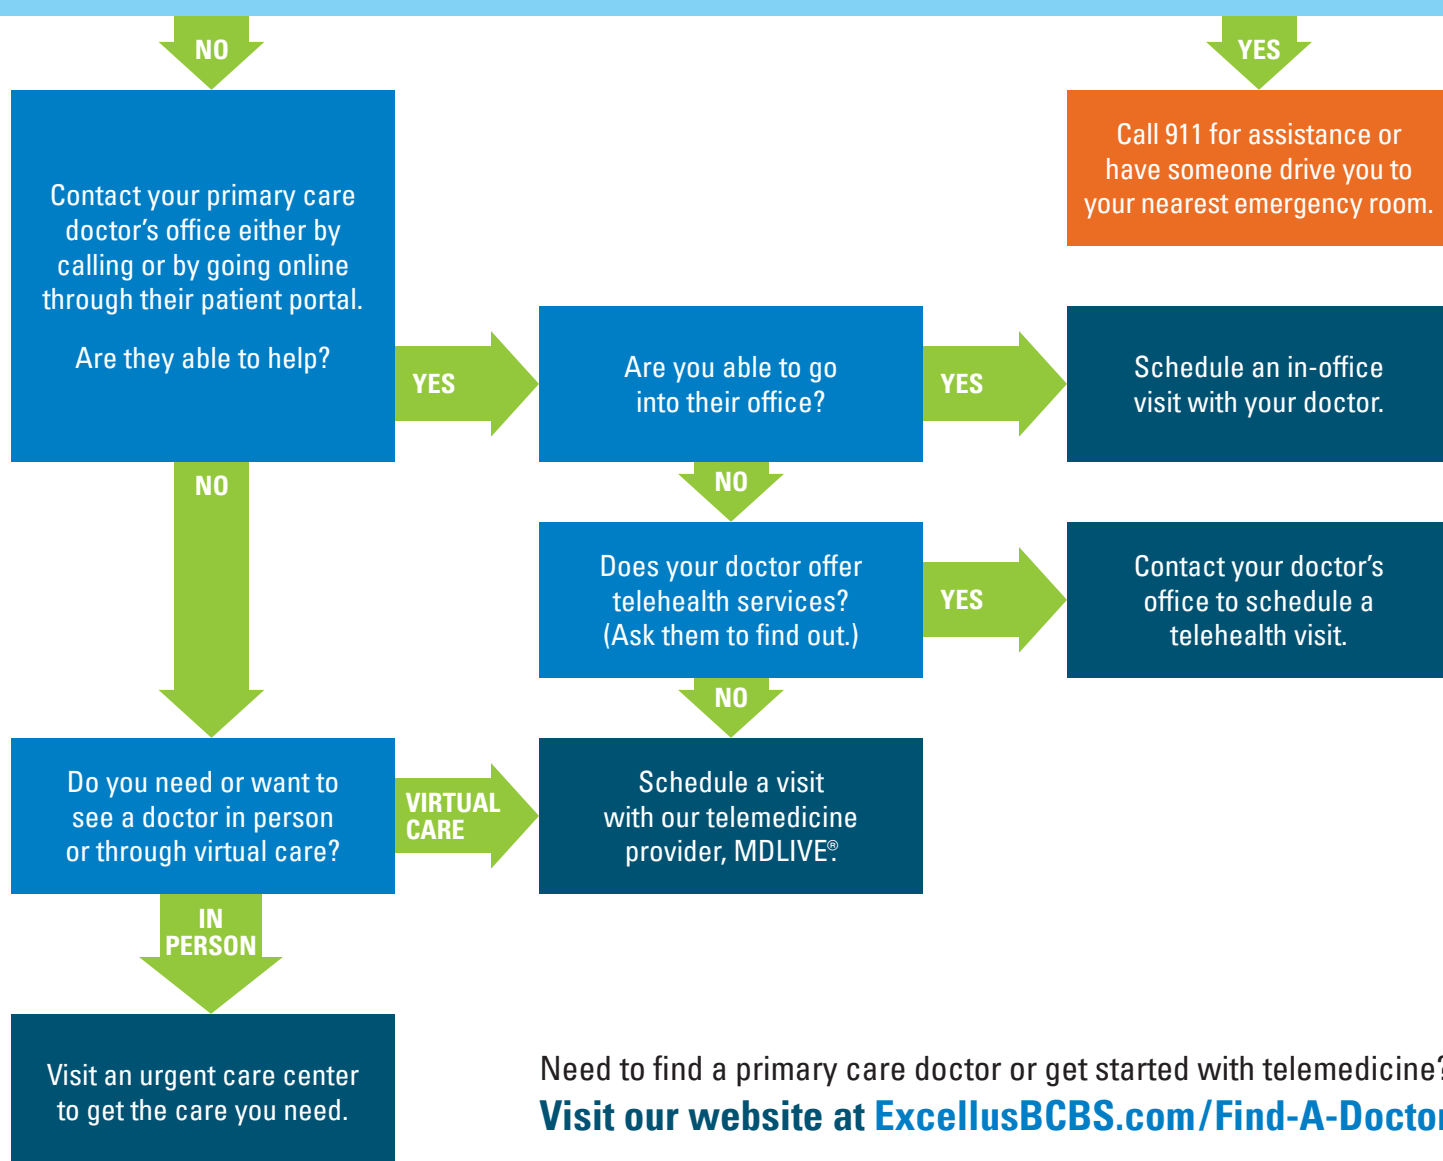 NO
YES
Call 911 for assistance or
have someone drive you to
your nearest emergency room.
Contact your primary care
doctor’s office either by
calling or by going online
through their patient portal.
Are they able to help?
YES
Are you able to go
into their office?
YES
Schedule an in-office
visit with your doctor.
NO
NO
Does your doctor offer
telehealth services?
(Ask them to find out.)
YES
Contact your doctor’s
office to schedule a
telehealth visit.
NO
Do you need or want to
see a doctor in person
or through virtual care?
VIRTUAL
CARE
Schedule a visit
with our telemedicine
provider, MDLIVE®.
IN
PERSON
Visit an urgent care center
to get the care you need.
Need to find a primary care doctor or get started with telemedicine?
Visit our website at ExcellusBCBS.com/Find-A-Doctor